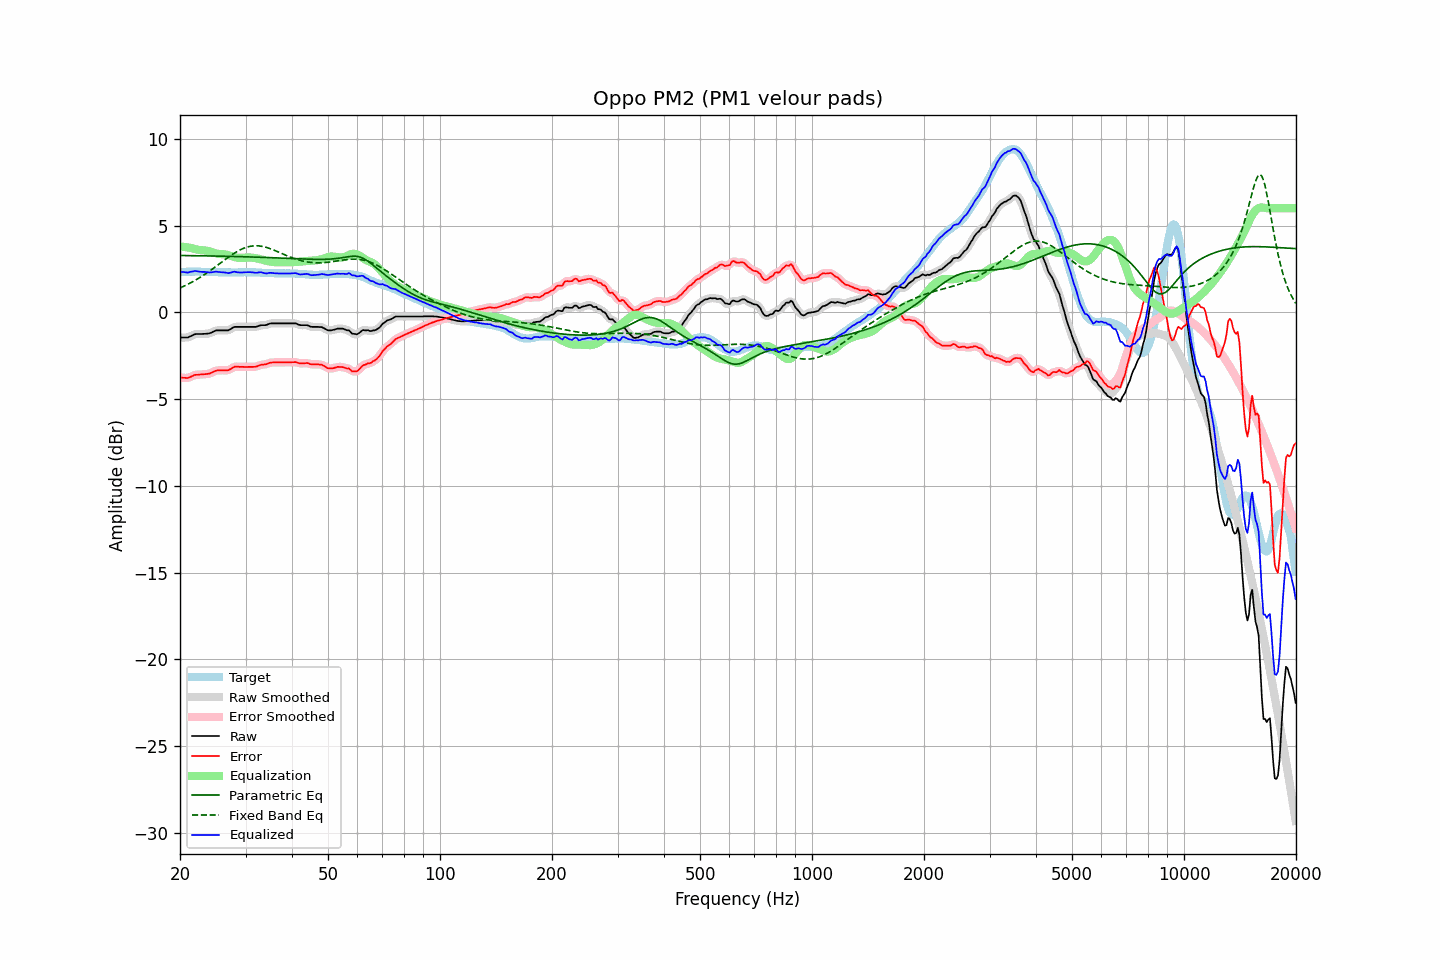 Oppo PM2 (PM1 velour pads)
Amplitude (dBr)
10
5
0
−5
−10
−15
−20
−25
−30
Target
Raw Smoothed
Error Smoothed
Raw
Error
Equalization
Parametric Eq
Fixed Band Eq
Equalized
20 50 100 200 500 1000 2000 5000 10000 20000
Frequency (Hz)